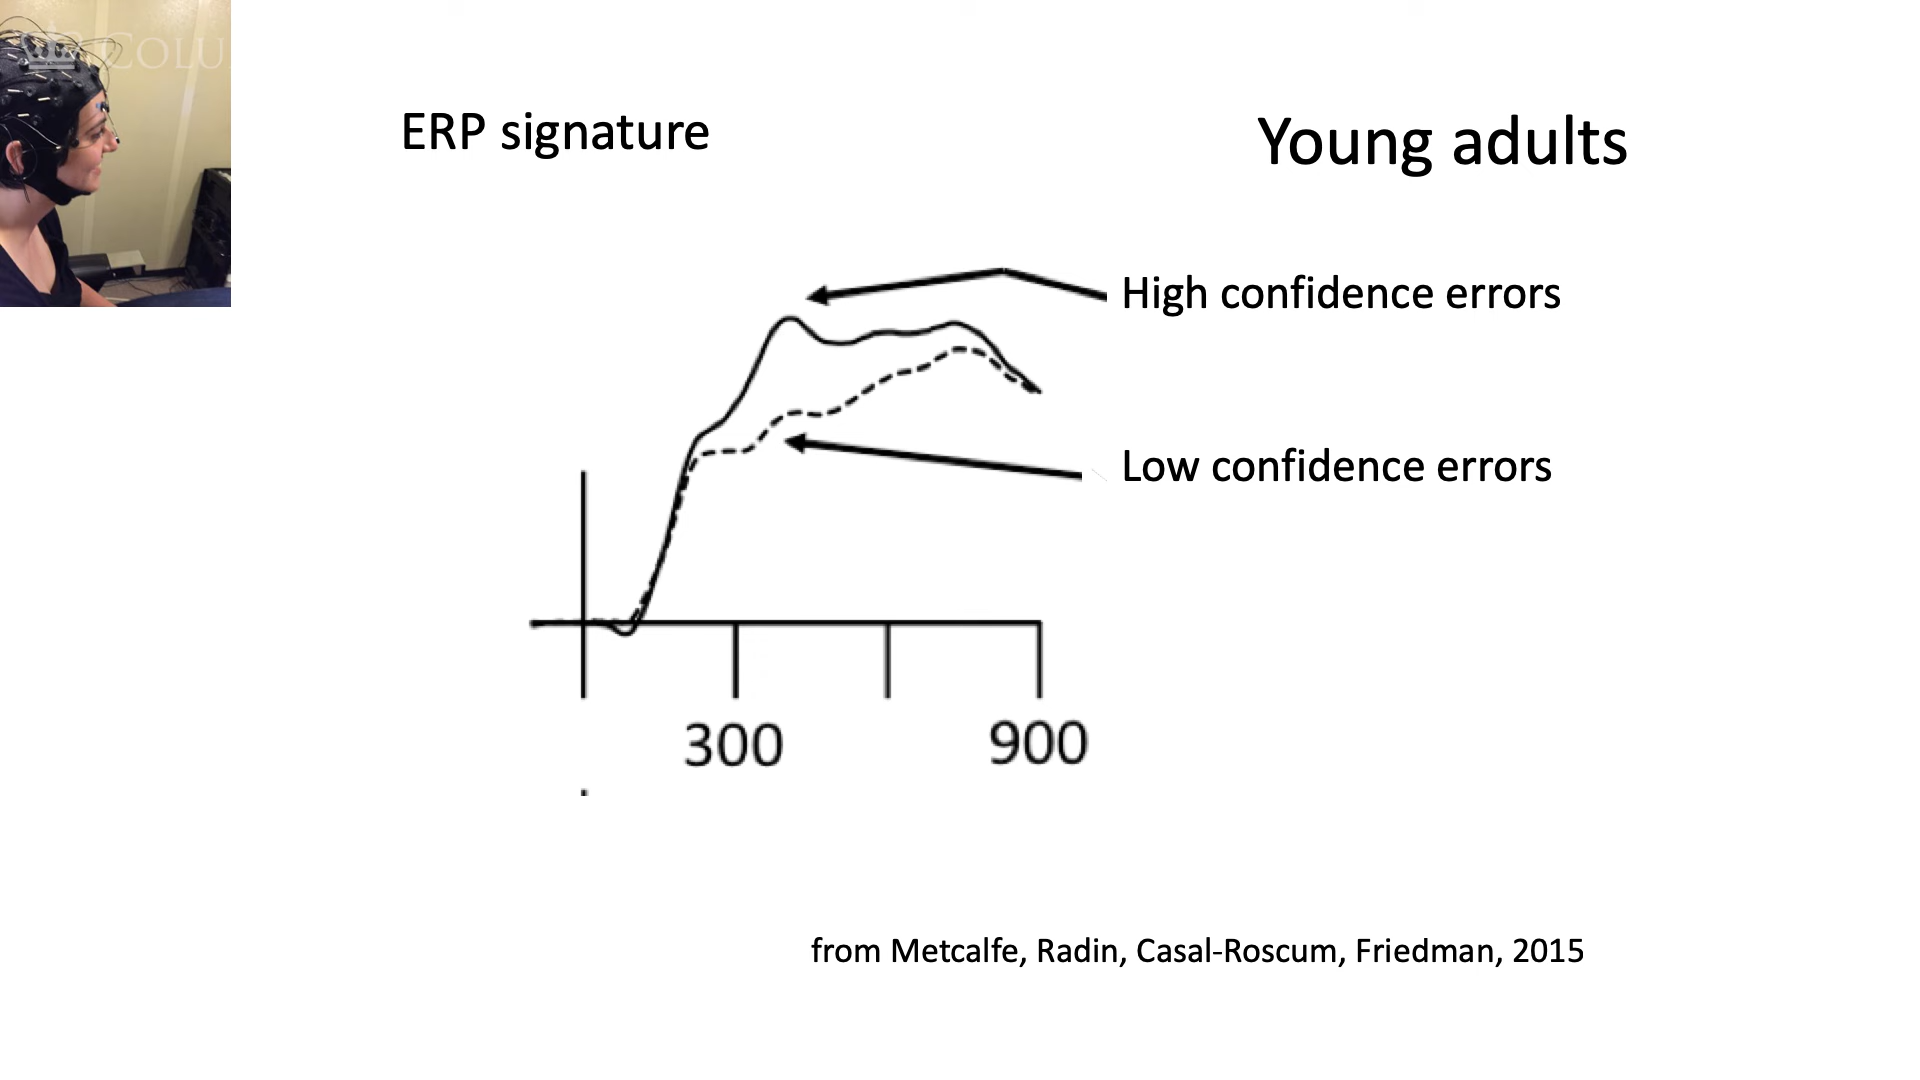 COLU
ERP signature
Young adults
High confidence errors
Low confidence errors
300
900
from Metcalfe, Radin, Casal-Roscum, Friedman, 2015